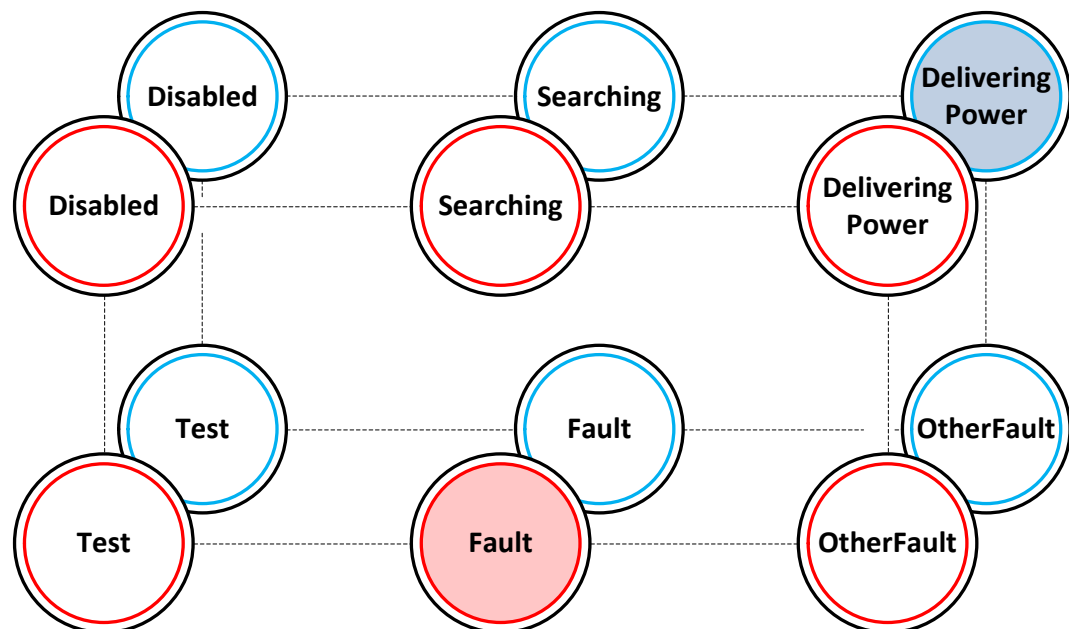 Disabled
Searching
Delivering
Power
Disabled
Searching
Delivering
Power
Test
Fault
OtherFault
Test
Fault
OtherFault